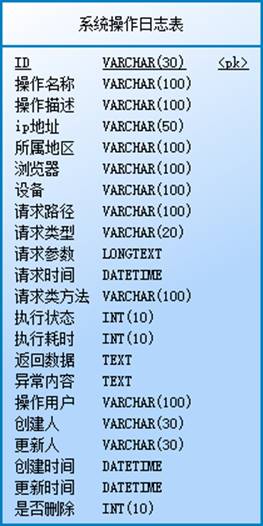 系统操作日志表
ID VARCHAR(30) <pk>
操作名称 VARCHAR(100)
操作描述 VARCHAR(100)
ip地址 VARCHAR(50)
所属地区 VARCHAR(100)
浏览器 VARCHAR(100)
设备 VARCHAR(100)
请求路径 VARCHAR(100)
请求类型 VARCHAR(20)
请求参数 LONGTEXT
请求时间 DATETIME
请求类方法 VARCHAR(100)
执行状态 INT(10)
执行耗时 INT(10)
返回数据 TEXT
异常内容 TEXT
操作用户 VARCHAR(100)
创建人 VARCHAR(30)
更新人 VARCHAR(30)
创建时间 DATETIME
更新时间 DATETIME
是否删除 INT(10)